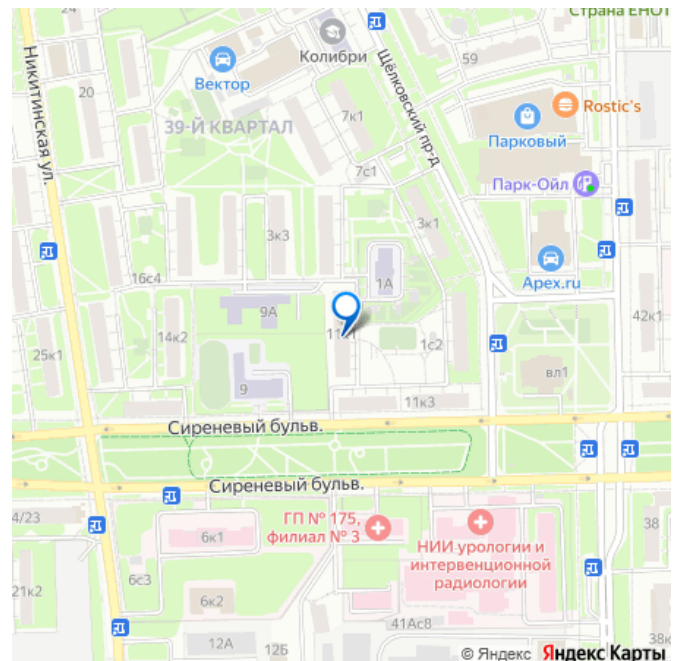 24
Страна ЕНОТ
Колибри
59
Вектор
20
Щёлковский пр-д
Rostic's
7к1
39-Й КВАРТАЛ
Парковый
Никитинская ул.
7с1
Парк-Ойл
3к1
3к3
1А
16с4
Apex.ru
9А
42к1
14к2
1с2
25к1
вл1
9
11к3
Сиреневый бульв.
Сиреневый бульв.
4/23
ГП № 175,
филиал № 3
38
6к1
НИИ урологии и
интервенционной
радиологии
6с3
21к2
6к2
41Ас8
12А
12Б
38к
© Яндекс Яндекс Карты